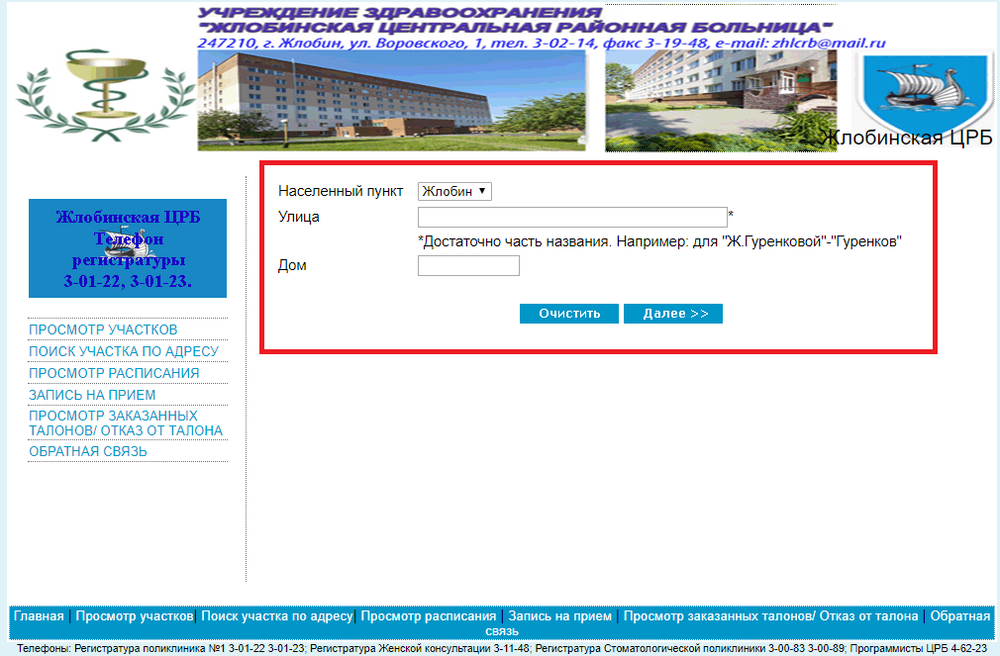 УЧРЕЖДЕНИЕ ЗДРАВООХРАНЕНИЯ
"ЖЛОБИНСКАЯ ЦЕНТРАЛЬНАЯ РАЙОННАЯ БОЛЬНИЦА"
247210, г. Жлобин, ул. Воровского, 1, тел. 3-02-14, факс 3-19-48, e-mail: zhlcrb@mail.ru
Жлобинская ЦРБ
Жлобинская ЦРБ
Телефон
регистратуры
3-01-22, 3-01-23.
ПРОСМОТР УЧАСТКОВ
ПОИСК УЧАСТКА ПО АДРЕСУ
ПРОСМОТР РАСПИСАНИЯ
ЗАПИСЬ НА ПРИЕМ
ПРОСМОТР ЗАКАЗАННЫХ
ТАЛОНОВ/ ОТКАЗ ОТ ТАЛОНА
ОБРАТНАЯ СВЯЗЬ
Населенный пункт Жлобин ▼
Улица *
*Достаточно часть названия. Например: для "Ж.Гуренковой"-"Гуренков"
Дом
Очистить Далее >>
Главная | Просмотр участков| Поиск участка по адресу| Просмотр расписания | Запись на прием | Просмотр заказанных талонов/ Отказ от талона | Обратная
связь
Телефоны: Регистратура поликлиника №1 3-01-22 3-01-23; Регистратура Женской консультации 3-11-48; Регистратура Стоматологической поликлиники 3-00-83 3-00-89; Программисты ЦРБ 4-62-23